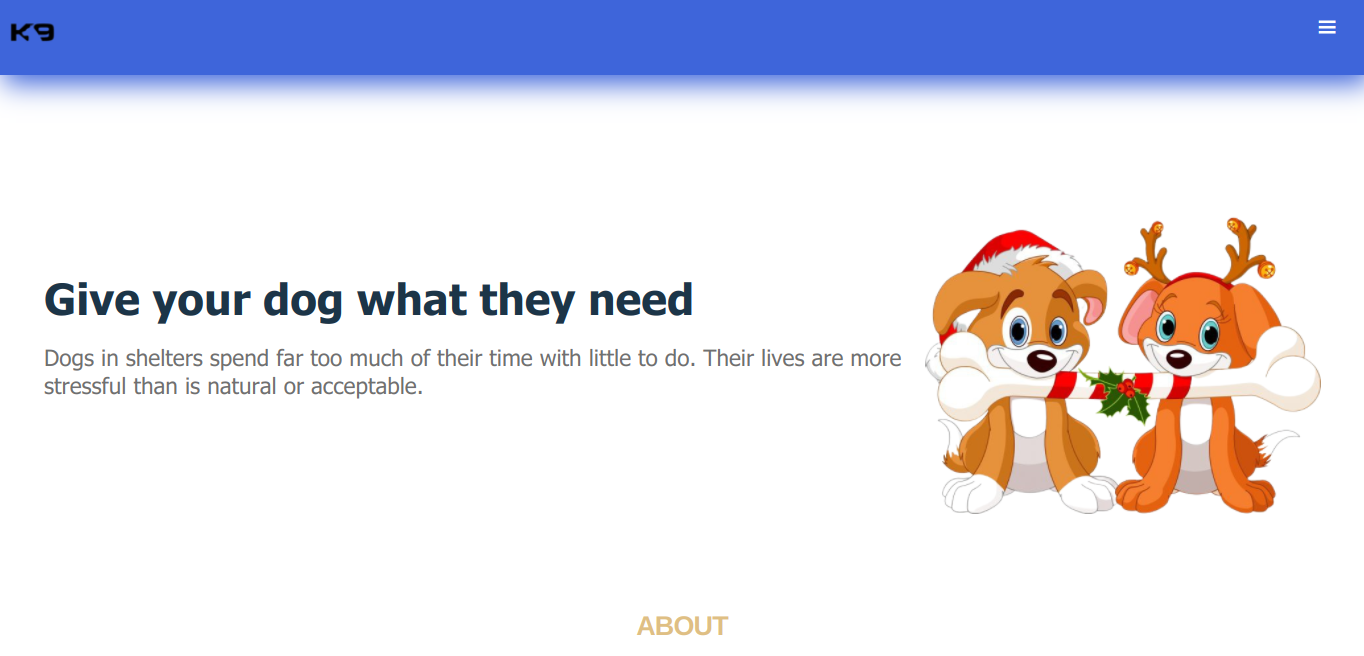 K9
Give your dog what they need
Dogs in shelters spend far too much of their time with little to do. Their lives are more
stressful than is natural or acceptable.
ABOUT